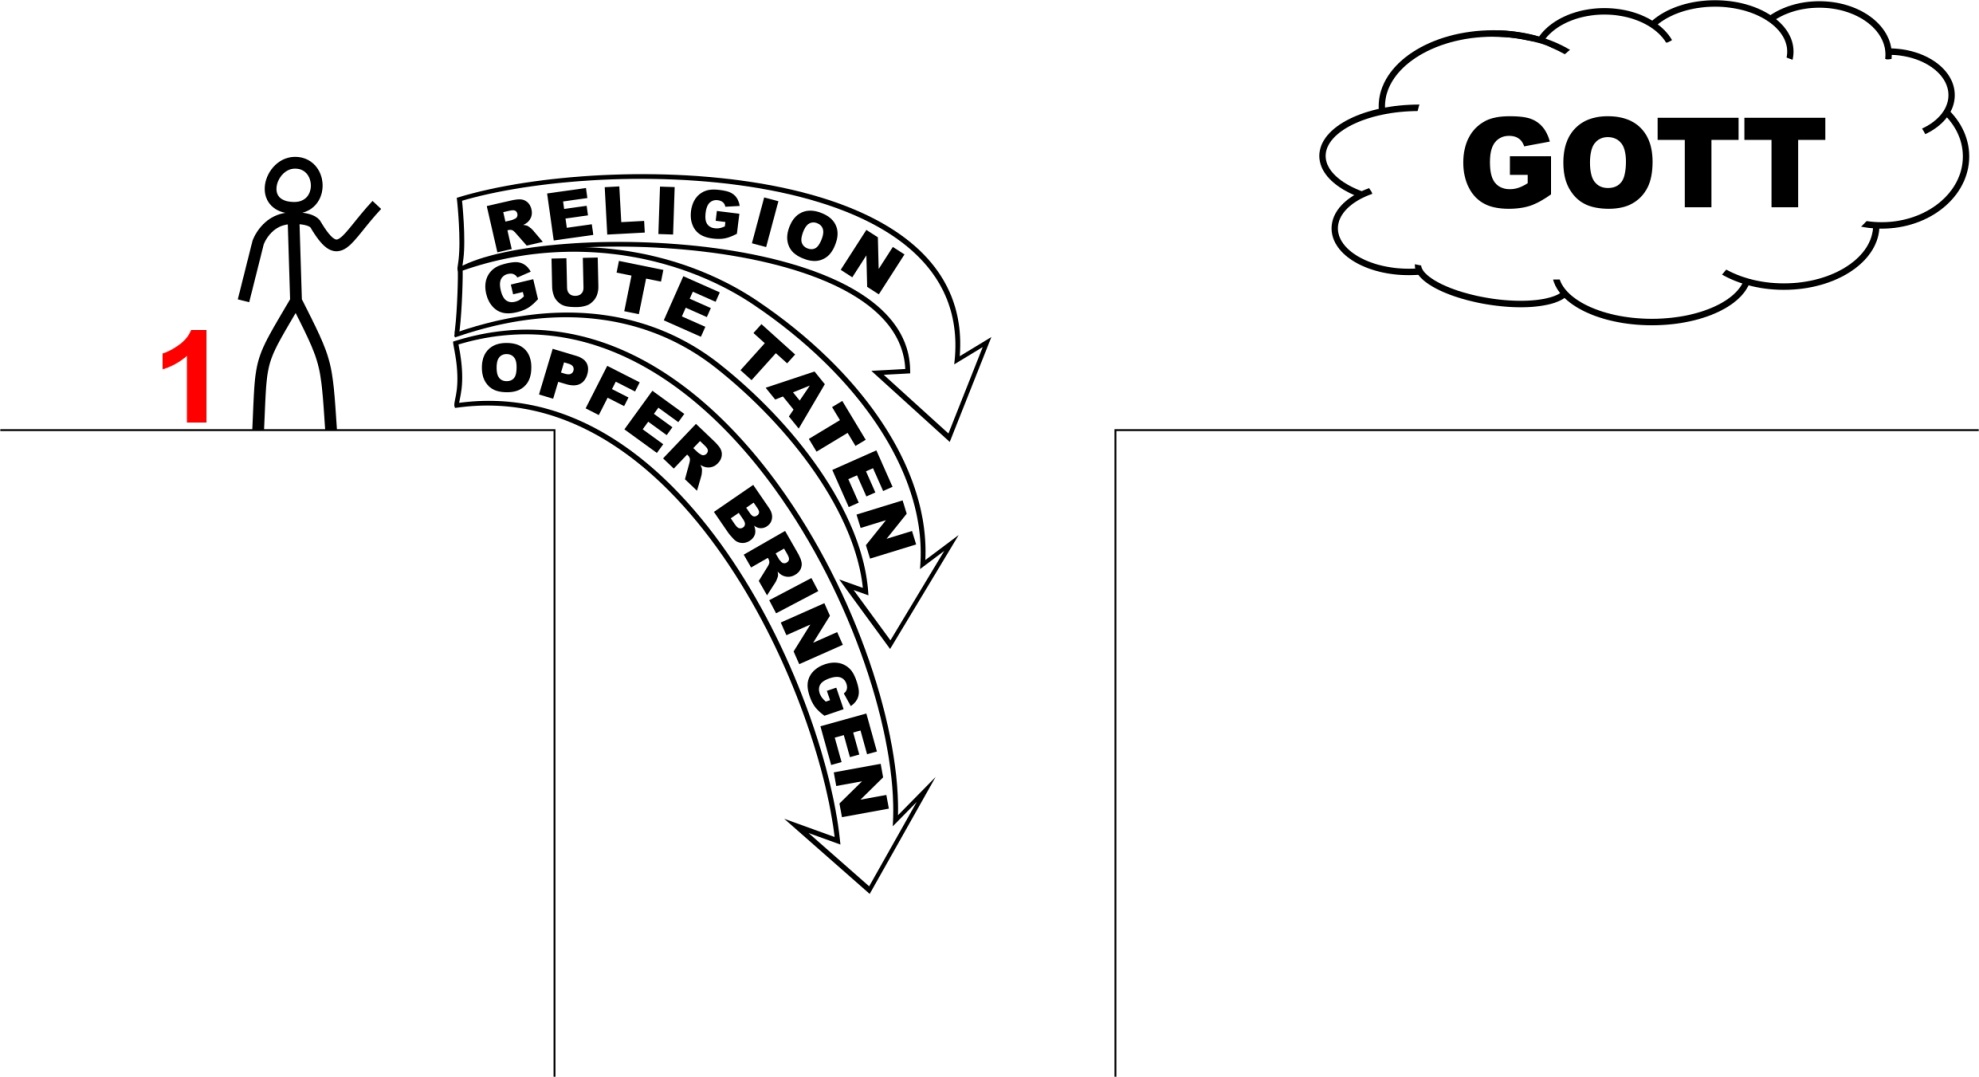 GOTT
RELIGION
GUTE TATEN
OPFER BRINGEN
1